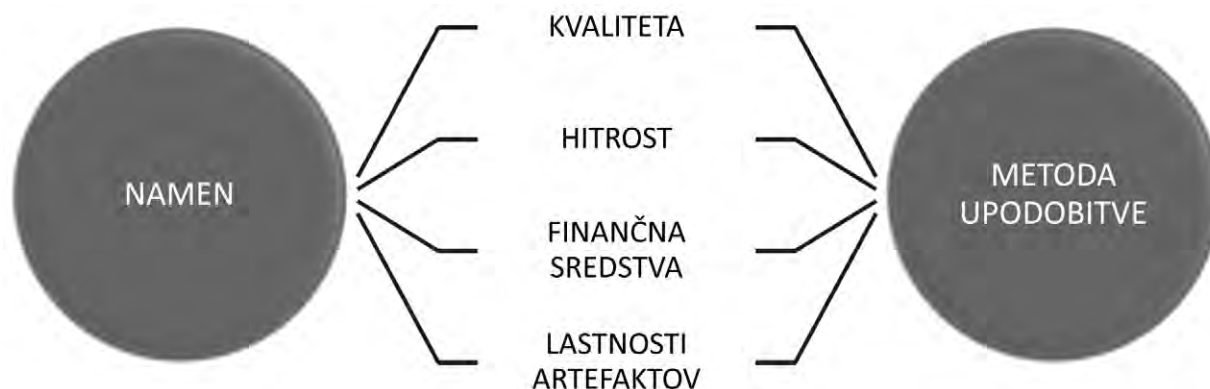 NAMEN
KVALITETA
HITROST
FINANČNA
SREDSTVA
LASTNOSTI
ARTEFAKTOV
METODA
UPODOBITVE